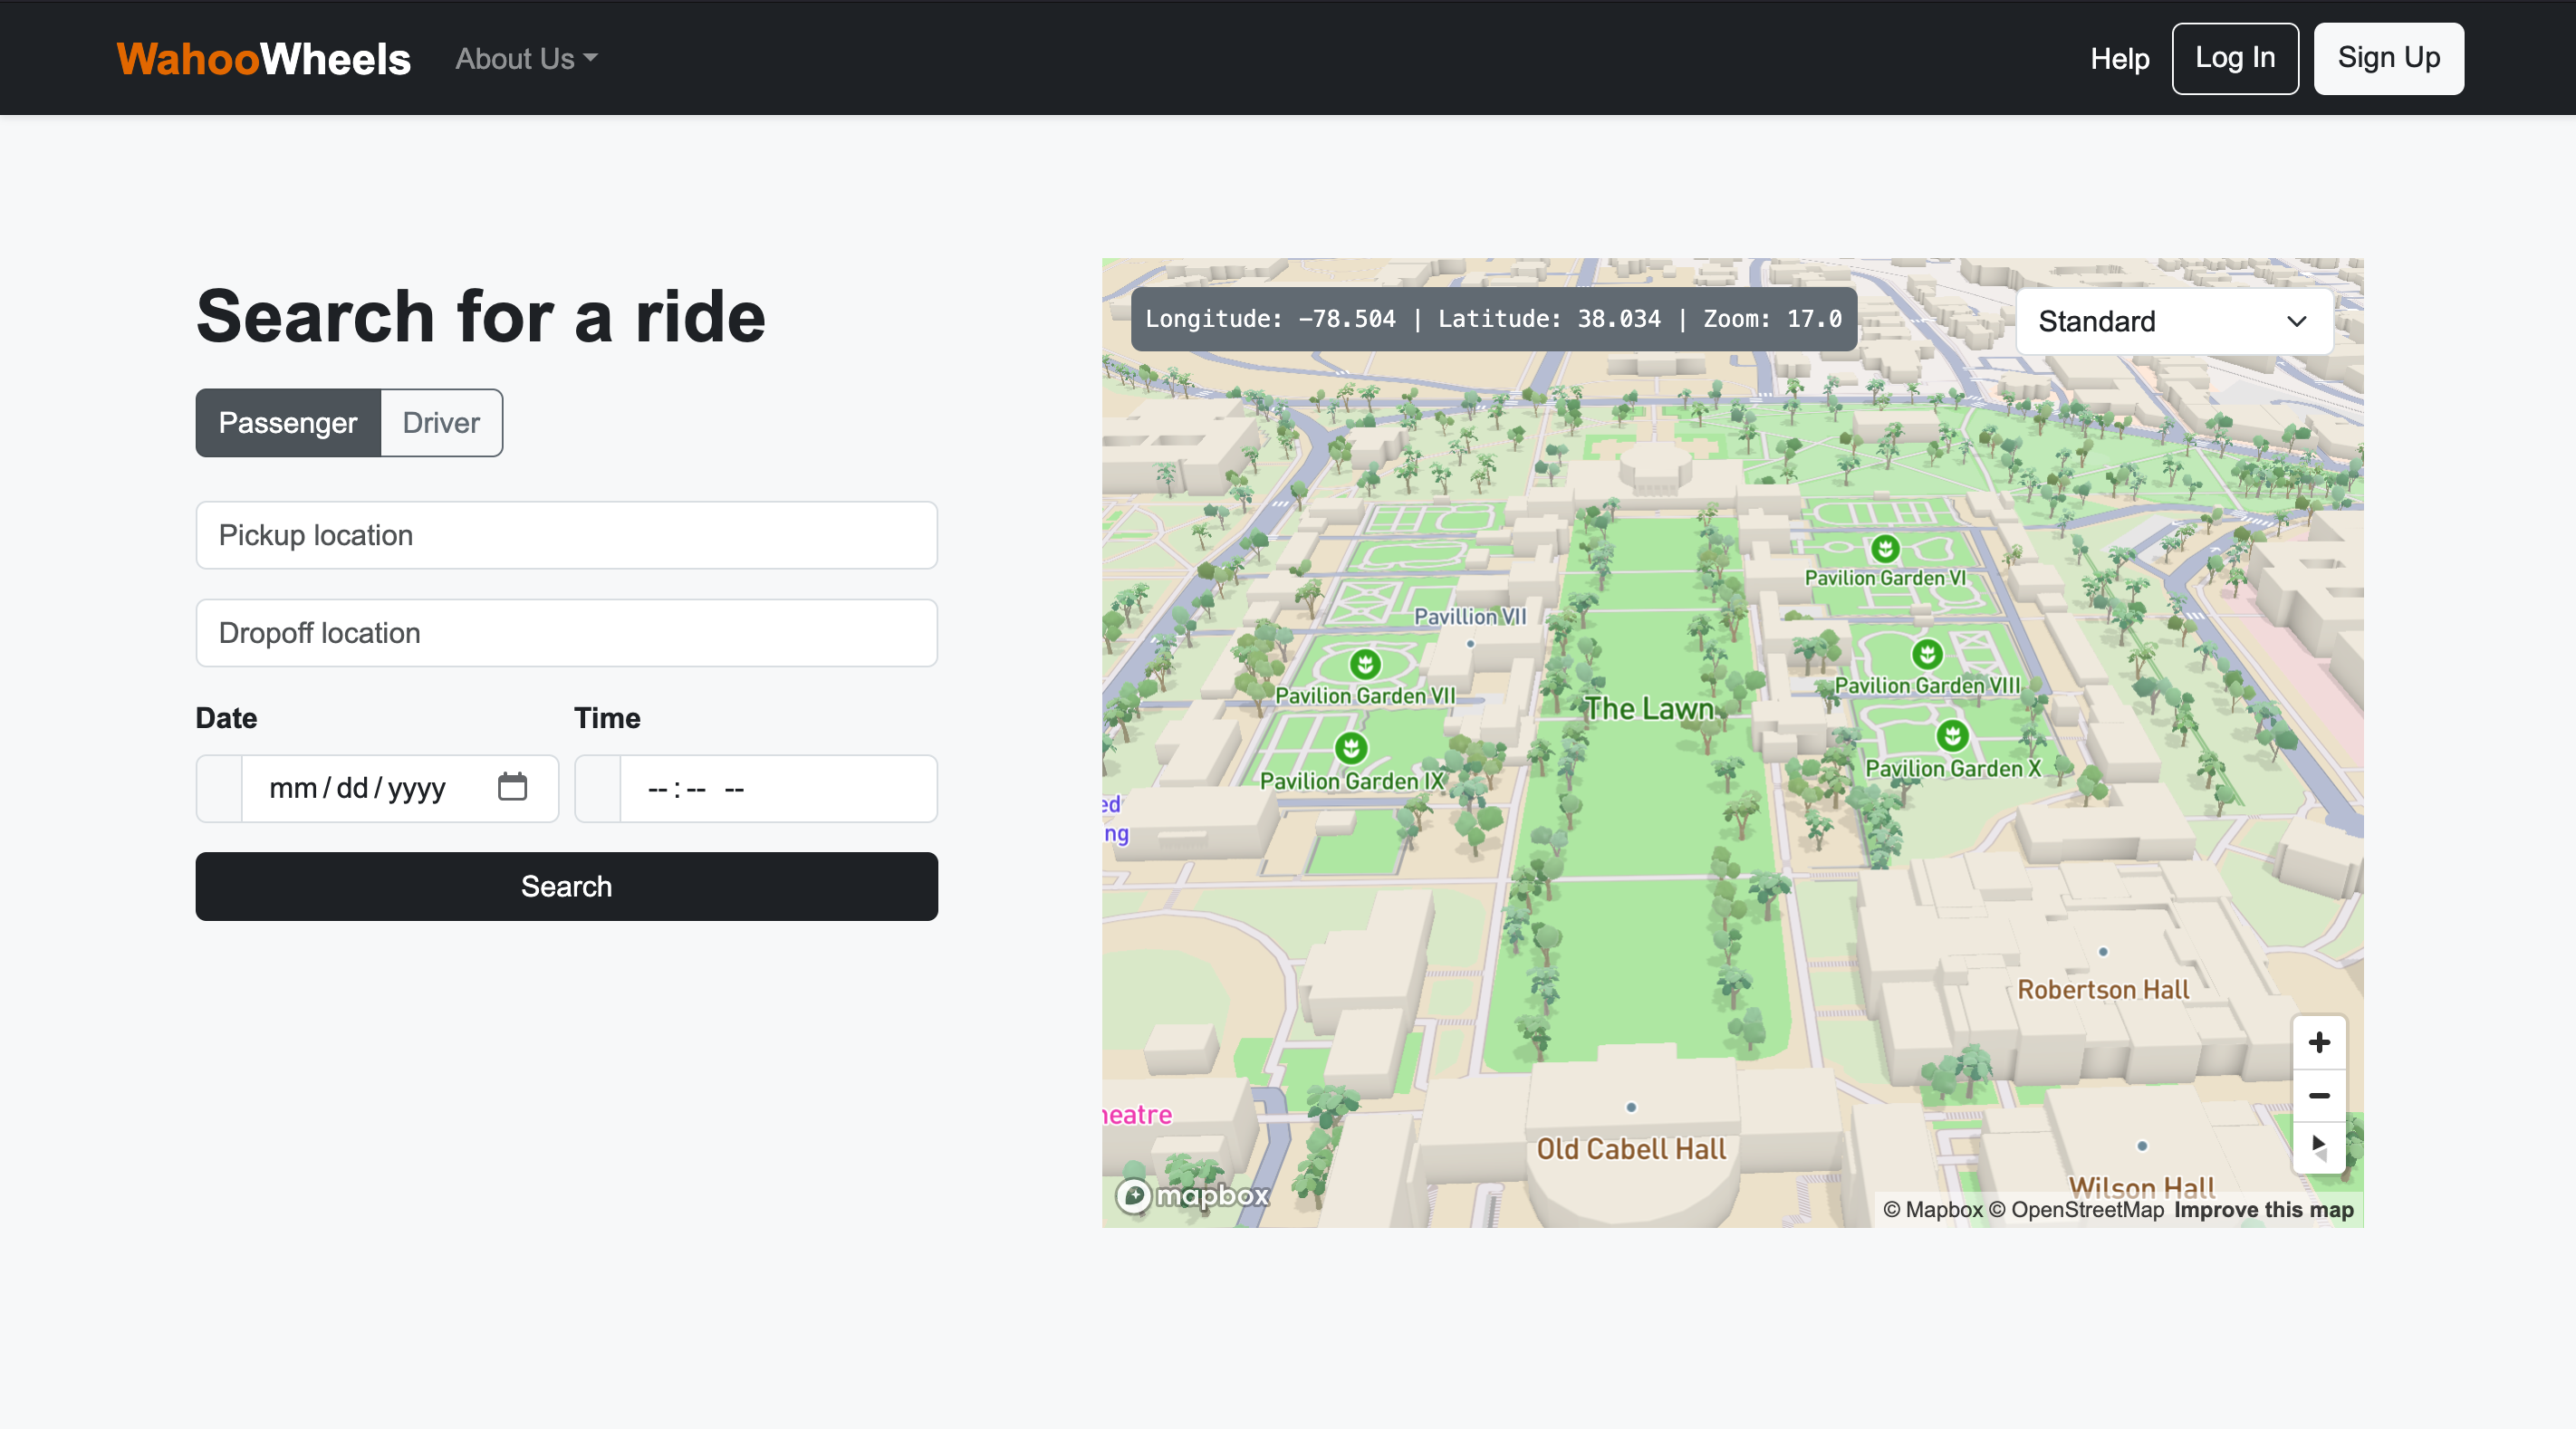 WahooWheels About Us Help Log In Sign Up
Search for a ride
Passenger Driver
Pickup location
Dropoff location
Date Time
mm/dd/yyyy --:-- --
Search
Longitude: -78.504 | Latitude: 38.034 | Zoom: 17.0
Standard
Pavilion Garden VI
Pavillion VII
Pavilion Garden VII
Pavilion Garden VIII
The Lawn
Pavilion Garden IX
Pavilion Garden X
ed
ng
Robertson Hall
heatre
Old Cabell Hall
Wilson Hall
mapbox
© Mapbox © OpenStreetMap Improve this map